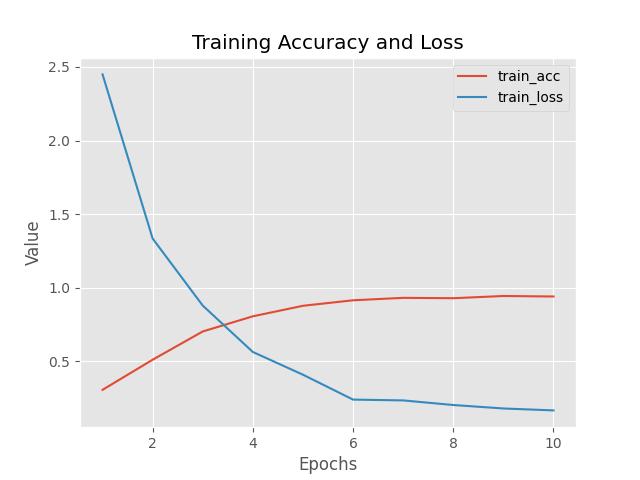 Training Accuracy and Loss
train_acc
train_loss
Value
2.5
2.0
1.5
1.0
0.5
2 4 6 8 10
Epochs